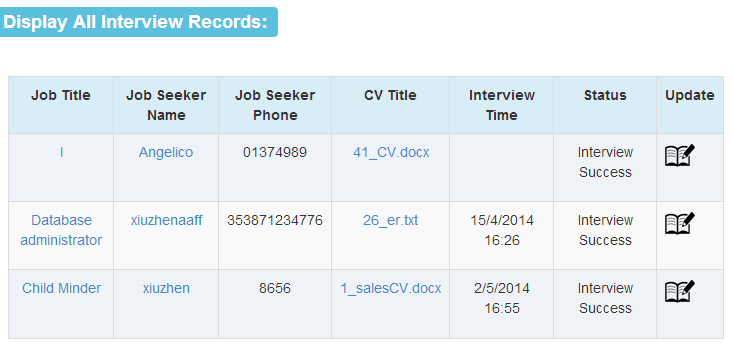 Display All Interview Records:
Job Title Job Seeker Name Job Seeker Phone CV Title Interview Time Status Update
l Angelico 01374989 41_CV.docx Interview Success
Database administrator xiuzhenaaff 353871234776 26_er.txt 15/4/2014 16:26 Interview Success
Child Minder xiuzhen 8656 1_salesCV.docx 2/5/2014 16:55 Interview Success